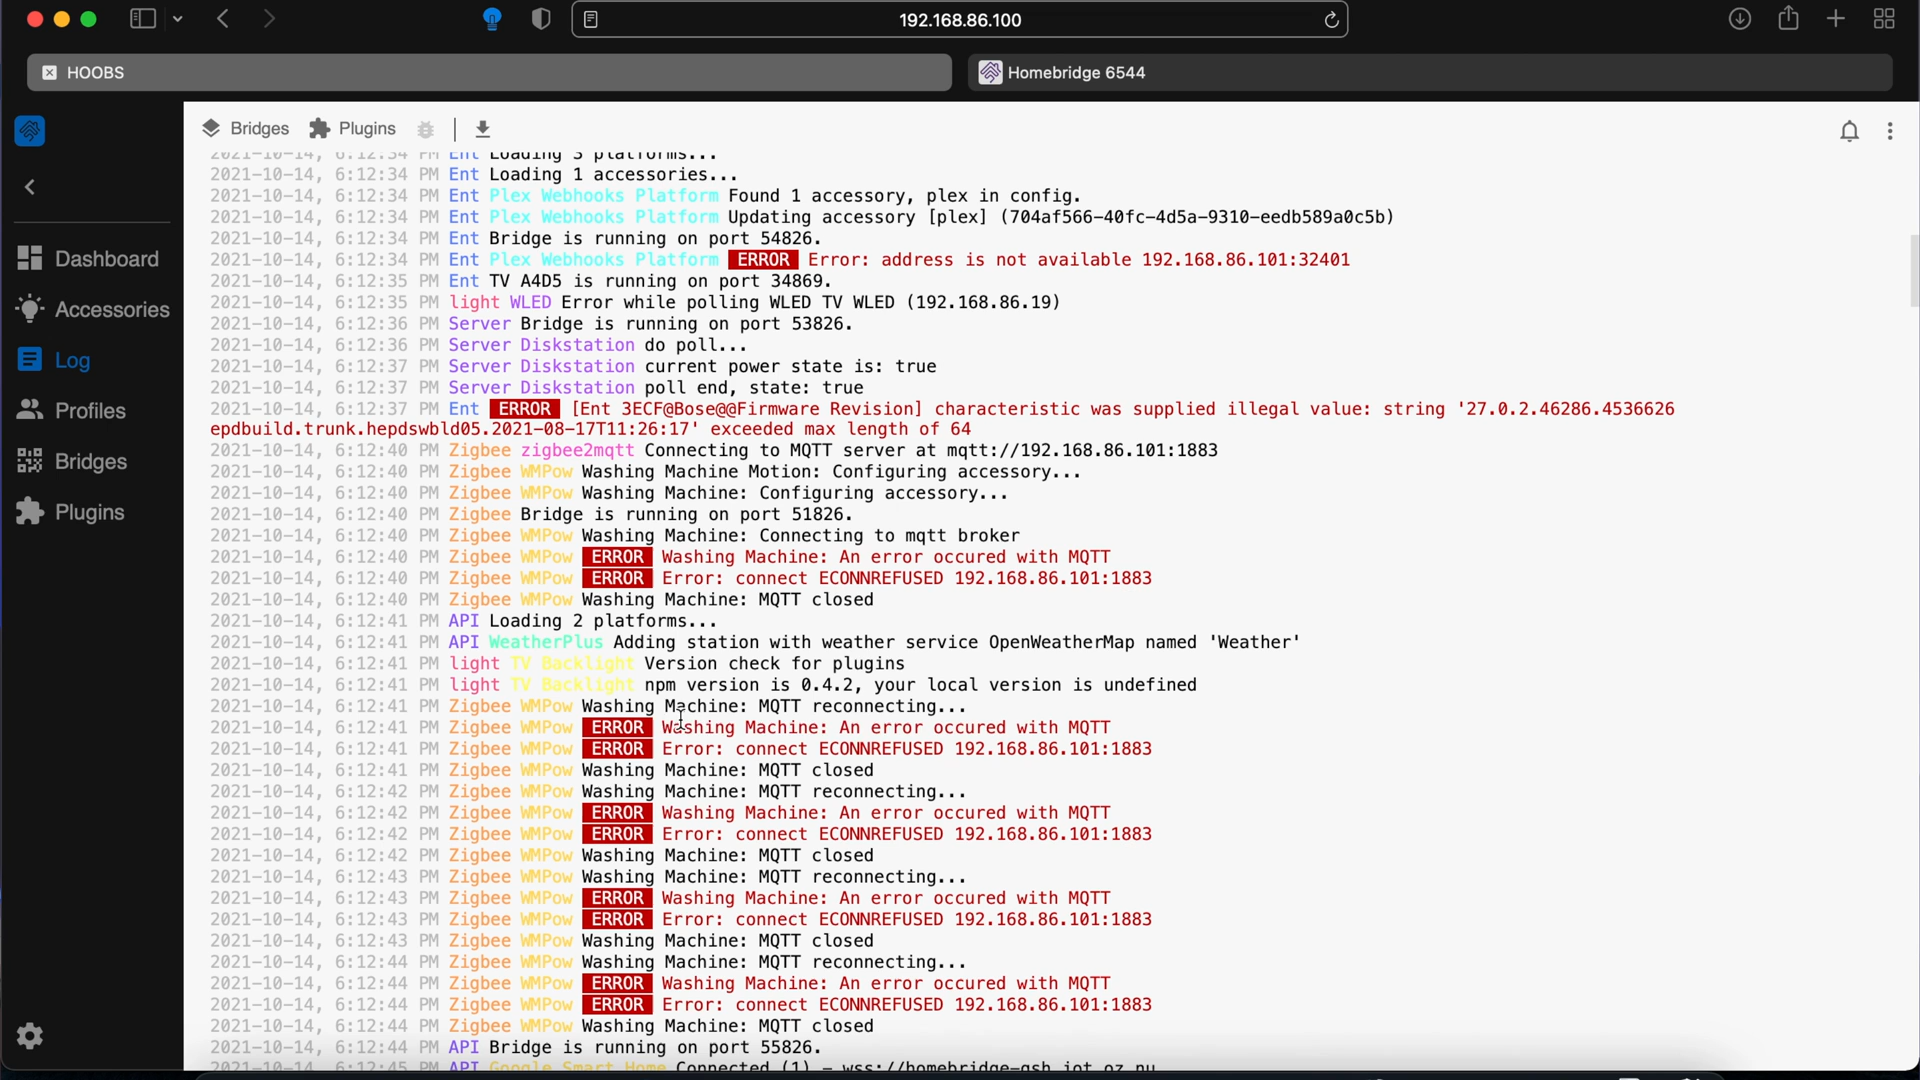 192.168.86.100
HOOBS
Homebridge 6544
Bridges
Plugins
2021-10-14, 6:12:34 PM Ent Loading 3 platforms...
2021-10-14, 6:12:34 PM Ent Loading 1 accessories...
2021-10-14, 6:12:34 PM Ent Plex Webhooks Platform Found 1 accessory, plex in config.
2021-10-14, 6:12:34 PM Ent Plex Webhooks Platform Updating accessory [plex] (704af566-40fc-4d5a-9310-eedb589a0c5b)
2021-10-14, 6:12:34 PM Ent Bridge is running on port 54826.
2021-10-14, 6:12:34 PM Ent Plex Webhooks Platform ERROR Error: address is not available 192.168.86.101:32401
2021-10-14, 6:12:35 PM Ent TV A4D5 is running on port 34869.
2021-10-14, 6:12:35 PM light WLED Error while polling WLED TV WLED (192.168.86.19)
2021-10-14, 6:12:36 PM Server Bridge is running on port 53826.
2021-10-14, 6:12:36 PM Server Diskstation do poll...
2021-10-14, 6:12:37 PM Server Diskstation current power state is: true
2021-10-14, 6:12:37 PM Server Diskstation poll end, state: true
2021-10-14, 6:12:37 PM Ent ERROR [Ent 3ECF@Bose@@Firmware Revision] characteristic was supplied illegal value: string '27.0.2.46286.4536626
epdbuild.trunk.hepdswbld05.2021-08-17T11:26:17' exceeded max length of 64
2021-10-14, 6:12:40 PM Zigbee zigbee2mqtt Connecting to MQTT server at mqtt://192.168.86.101:1883
2021-10-14, 6:12:40 PM Zigbee WMPow Washing Machine Motion: Configuring accessory...
2021-10-14, 6:12:40 PM Zigbee WMPow Washing Machine: Configuring accessory...
2021-10-14, 6:12:40 PM Zigbee Bridge is running on port 51826.
2021-10-14, 6:12:40 PM Zigbee WMPow Washing Machine: Connecting to mqtt broker
2021-10-14, 6:12:40 PM Zigbee WMPow ERROR Washing Machine: An error occured with MQTT
2021-10-14, 6:12:40 PM Zigbee WMPow ERROR Error: connect ECONNREFUSED 192.168.86.101:1883
2021-10-14, 6:12:40 PM Zigbee WMPow Washing Machine: MQTT closed
2021-10-14, 6:12:41 PM API Loading 2 platforms...
2021-10-14, 6:12:41 PM API WeatherPlus Adding station with weather service OpenWeatherMap named 'Weather'
2021-10-14, 6:12:41 PM light TV Backlight Version check for plugins
2021-10-14, 6:12:41 PM light TV Backlight npm version is 0.4.2, your local version is undefined
2021-10-14, 6:12:41 PM Zigbee WMPow Washing Machine: MQTT reconnecting...
2021-10-14, 6:12:41 PM Zigbee WMPow ERROR Washing Machine: An error occured with MQTT
2021-10-14, 6:12:41 PM Zigbee WMPow ERROR Error: connect ECONNREFUSED 192.168.86.101:1883
2021-10-14, 6:12:41 PM Zigbee WMPow Washing Machine: MQTT closed
2021-10-14, 6:12:42 PM Zigbee WMPow Washing Machine: MQTT reconnecting...
2021-10-14, 6:12:42 PM Zigbee WMPow ERROR Washing Machine: An error occured with MQTT
2021-10-14, 6:12:42 PM Zigbee WMPow ERROR Error: connect ECONNREFUSED 192.168.86.101:1883
2021-10-14, 6:12:42 PM Zigbee WMPow Washing Machine: MQTT closed
2021-10-14, 6:12:43 PM Zigbee WMPow Washing Machine: MQTT reconnecting...
2021-10-14, 6:12:43 PM Zigbee WMPow ERROR Washing Machine: An error occured with MQTT
2021-10-14, 6:12:43 PM Zigbee WMPow ERROR Error: connect ECONNREFUSED 192.168.86.101:1883
2021-10-14, 6:12:43 PM Zigbee WMPow Washing Machine: MQTT closed
2021-10-14, 6:12:44 PM Zigbee WMPow Washing Machine: MQTT reconnecting...
2021-10-14, 6:12:44 PM Zigbee WMPow ERROR Washing Machine: An error occured with MQTT
2021-10-14, 6:12:44 PM Zigbee WMPow ERROR Error: connect ECONNREFUSED 192.168.86.101:1883
2021-10-14, 6:12:44 PM Zigbee WMPow Washing Machine: MQTT closed
2021-10-14, 6:12:44 PM API Bridge is running on port 55826.
2021-10-14, 6:12:45 PM API Google Smart Home Connected (1) - wss://homebridge-gsh.iot.oz.nu
Dashboard
Accessories
Log
Profiles
Bridges
Plugins